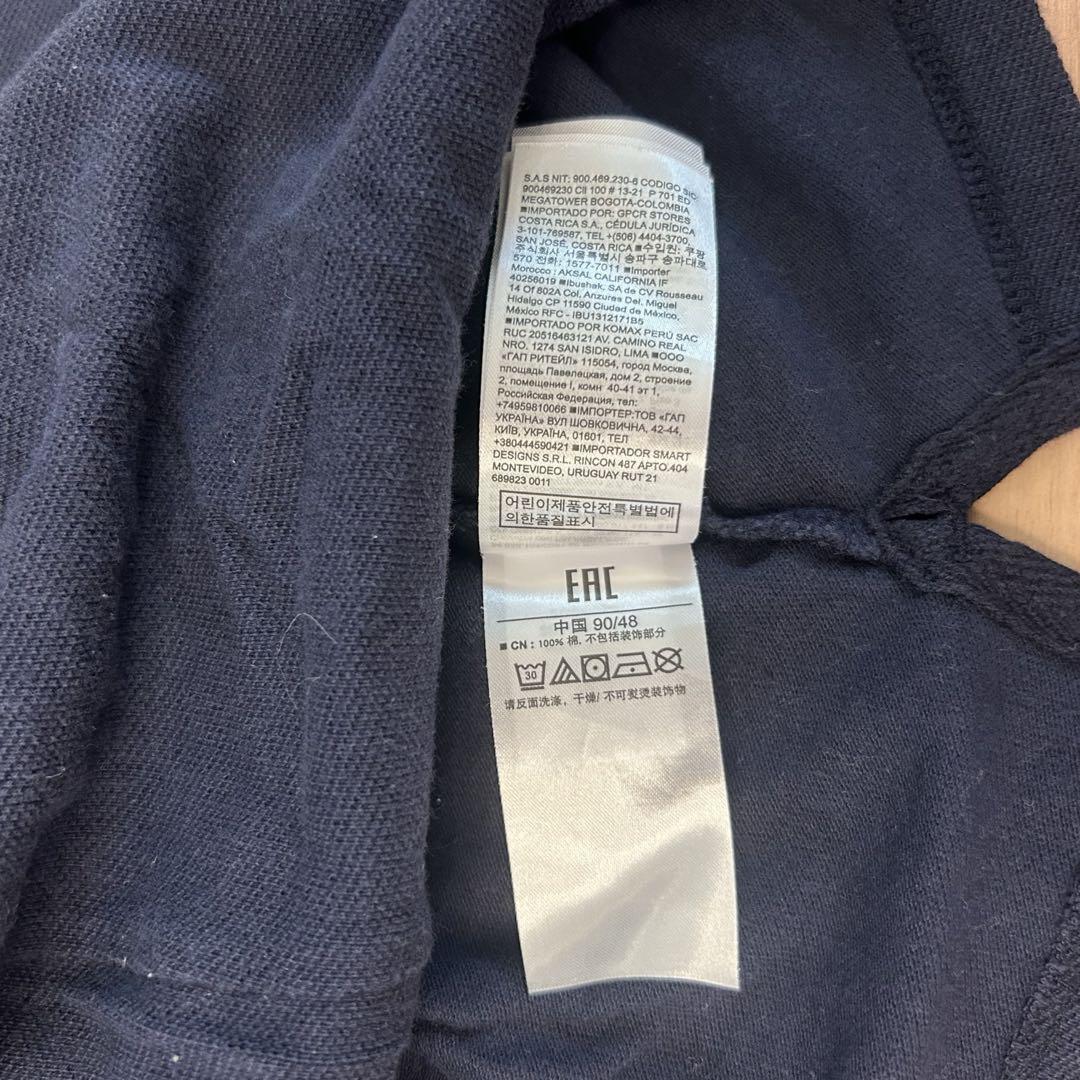 S.A.S NIT: 900.469.230-6 CODIGO SIC:
900469230 Cll 100 # 13-21 P 701 ED
MEGATOWER BOGOTA-COLOMBIA
■IMPORTADO POR: GPCR STORES
COSTA RICA S.A., CÉDULA JURÍDICA
3-101-769587, TEL +(506) 4404-3700,
SAN JOSÉ, COSTA RICA ■수입원: 쿠팡
주식회사 서울특별시 송파구 송파대로
570 전화: 1577-7011 ■Importer
Morocco : AKSAL CALIFORNIA IF
40256019 ■Ibushak, SA de CV Rousseau
14 Of 802A Col, Anzures Del. Miguel
Hidalgo CP 11590 Ciudad de México,
México RFC - IBU1312171B5
■IMPORTADO POR KOMAX PERÚ SAC
RUC 20516463121 AV. CAMINO REAL
NRO. 1274 SAN ISIDRO, LIMA ■ООО
«ГАП РИТЕЙЛ» 115054, город Москва,
площадь Павелецкая, дом 2, строение
2, помещение I, комн 40-41 эт 1,
Российская Федерация, тел:
+74959810066 ■ІМПОРТЕР:ТОВ «ГАП
УКРАЇНА» ВУЛ ШОВКОВИЧНА, 42-44,
КИЇВ, УКРАЇНА, 01601, ТЕЛ
+380444590421 ■IMPORTADOR SMART
DESIGNS S.R.L. RINCON 487 APTO.404
MONTEVIDEO, URUGUAY RUT 21
689823 0011
어린이제품안전특별법에
의한품질표시
EAC
中国 90/48
■ CN : 100% 棉, 不包括装饰部分
30
请反面洗涤, 干燥/ 不可熨烫装饰物